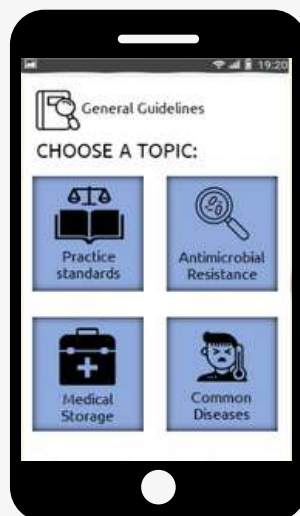 19:20
General Guidelines
CHOOSE A TOPIC:
Practice
standards
Antimicrobial
Resistance
Medical
Storage
Common
Diseases